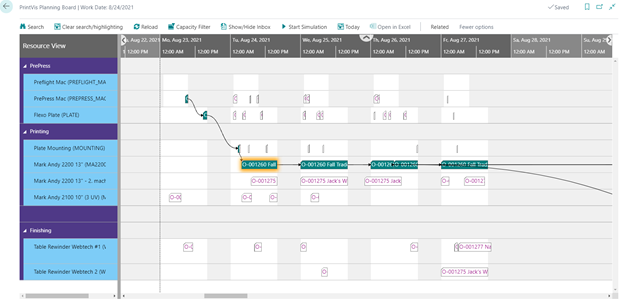 PrintVis Planning Board | Work Date: 8/24/2021
Saved
Search
Clear search/highlighting
Reload
Capacity Filter
Show/Hide Inbox
Start Simulation
Today
Open in Excel
Related
Fewer options
Resource View
Aug 22, 2021
Mo, Aug 23, 2021
Tu, Aug 24, 2021
We, Aug 25, 2021
Th, Aug 26, 2021
Fr, Aug 27, 2021
Sa, Aug 28, 2021
Su, Aug 29
12:00 PM
12:00 AM
12:00 PM
12:00 AM
12:00 PM
12:00 AM
12:00 PM
12:00 AM
12:00 PM
12:00 AM
12:00 PM
12:00 AM
12:00 PM
12:00 AM
PrePress
Preflight Mac (PREFLIGHT_MA
PrePress Mac (PREPRESS_MAC
Flexo Plate (PLATE)
Printing
Plate Mounting (MOUNTING)
Mark Andy 2200 13" (MA220
O-001260 Fall
O-001260 Fall Trad
O-00126
O-001260 Fall Trad
Mark Andy 2200 13" - 2. mach
O-001273
O-001275 Jack's W
O-001275 Jack's
O-0012
Mark Andy 2100 10" (3 UV) (M
Finishing
Table Rewinder Webtech #1 (W
O-001277 Na
Table Rewinder Webtech 2 (W
O-001275 Jack's W